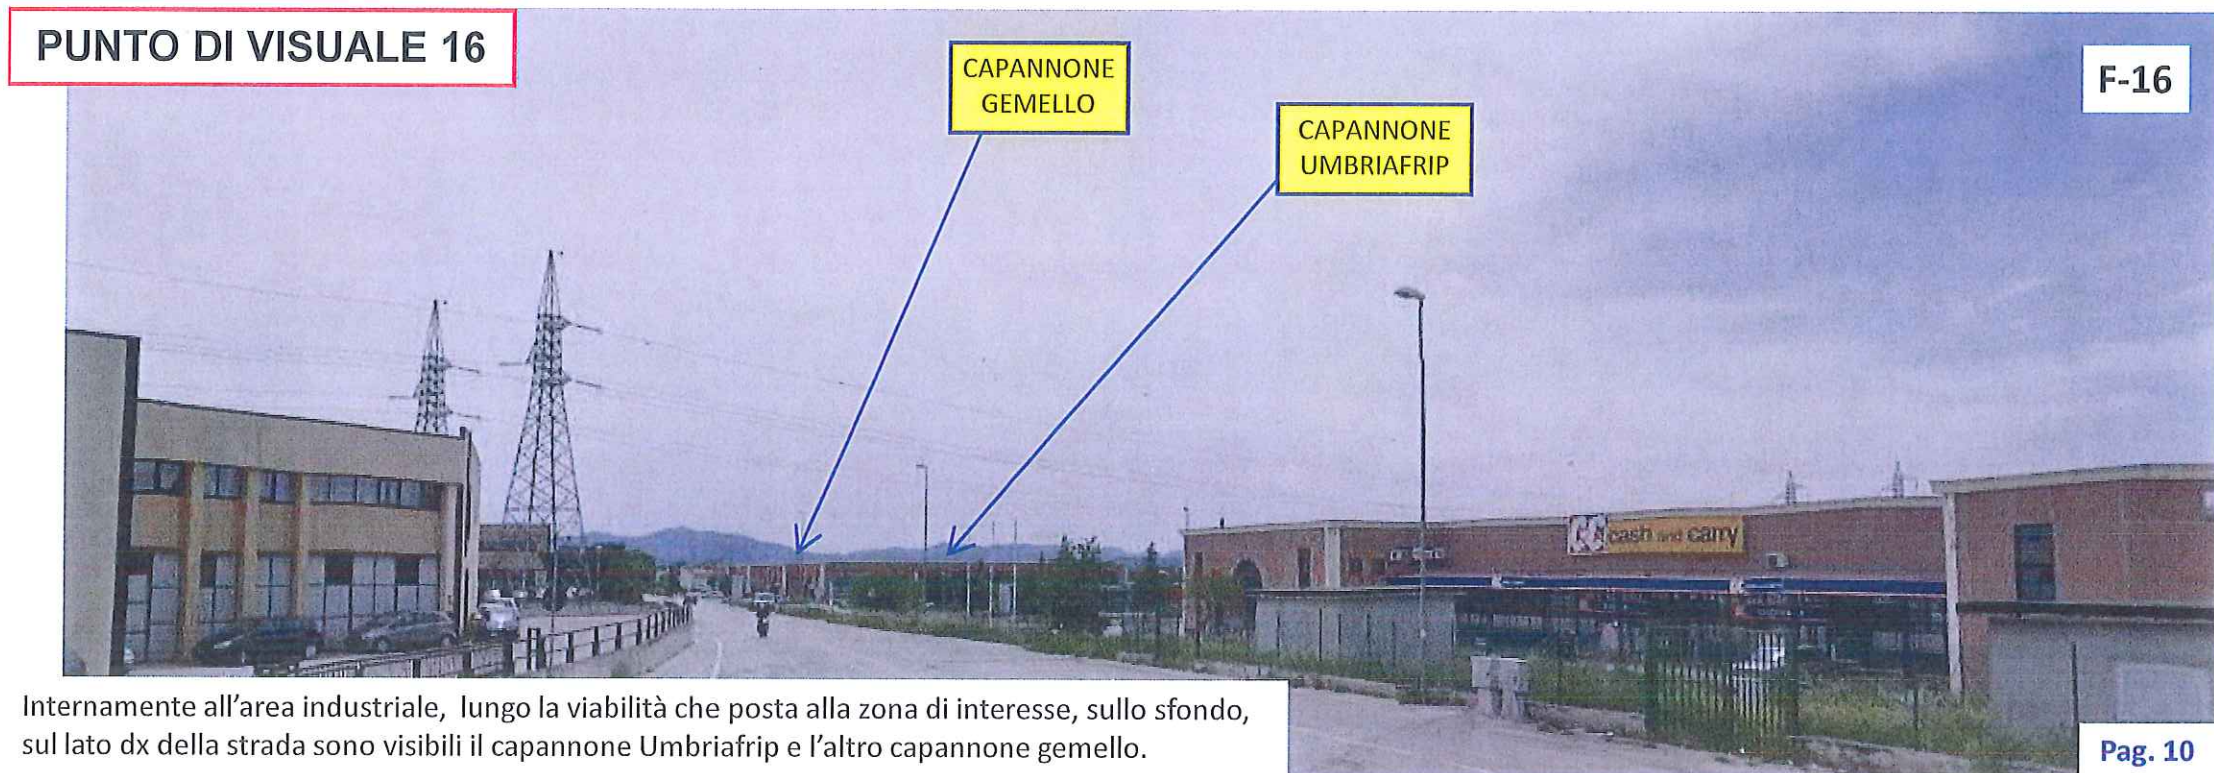 PUNTO DI VISUALE 16
CAPANNONE
GEMELLO
CAPANNONE
UMBRIAFRIP
F-16
cash and carry
Internamente all'area industriale, lungo la viabilità che posta alla zona di interesse, sullo sfondo,
sul lato dx della strada sono visibili il capannone Umbriafrip e l'altro capannone gemello.
Pag. 10